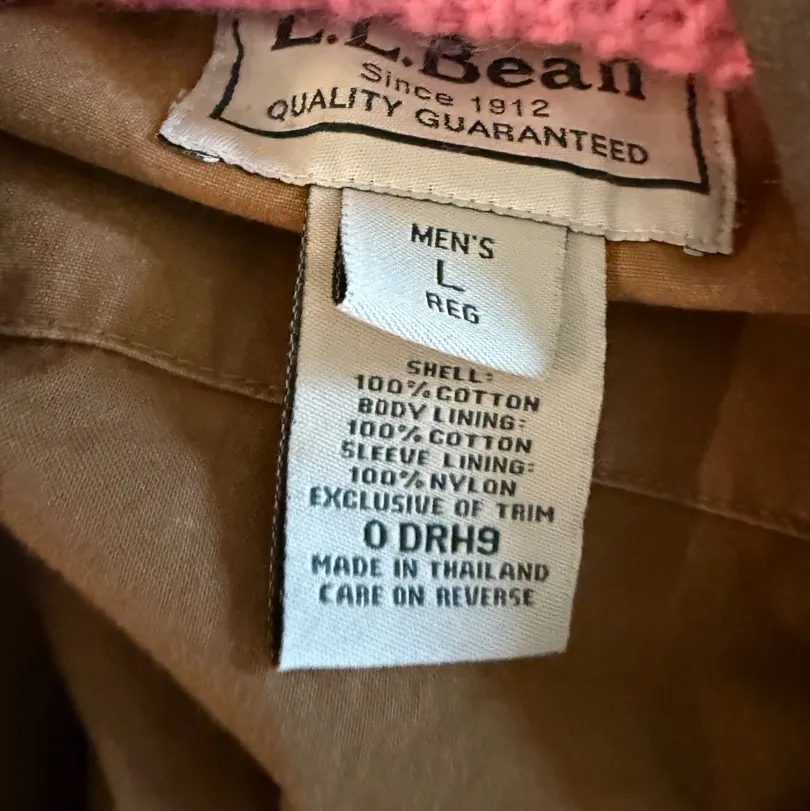 L.L.Bean
Since 1912
QUALITY GUARANTEED
MEN'S
L
REG
SHELL:
100% COTTON
BODY LINING:
100% COTTON
SLEEVE LINING:
100% NYLON
EXCLUSIVE OF TRIM
0 DRH9
MADE IN THAILAND
CARE ON REVERSE